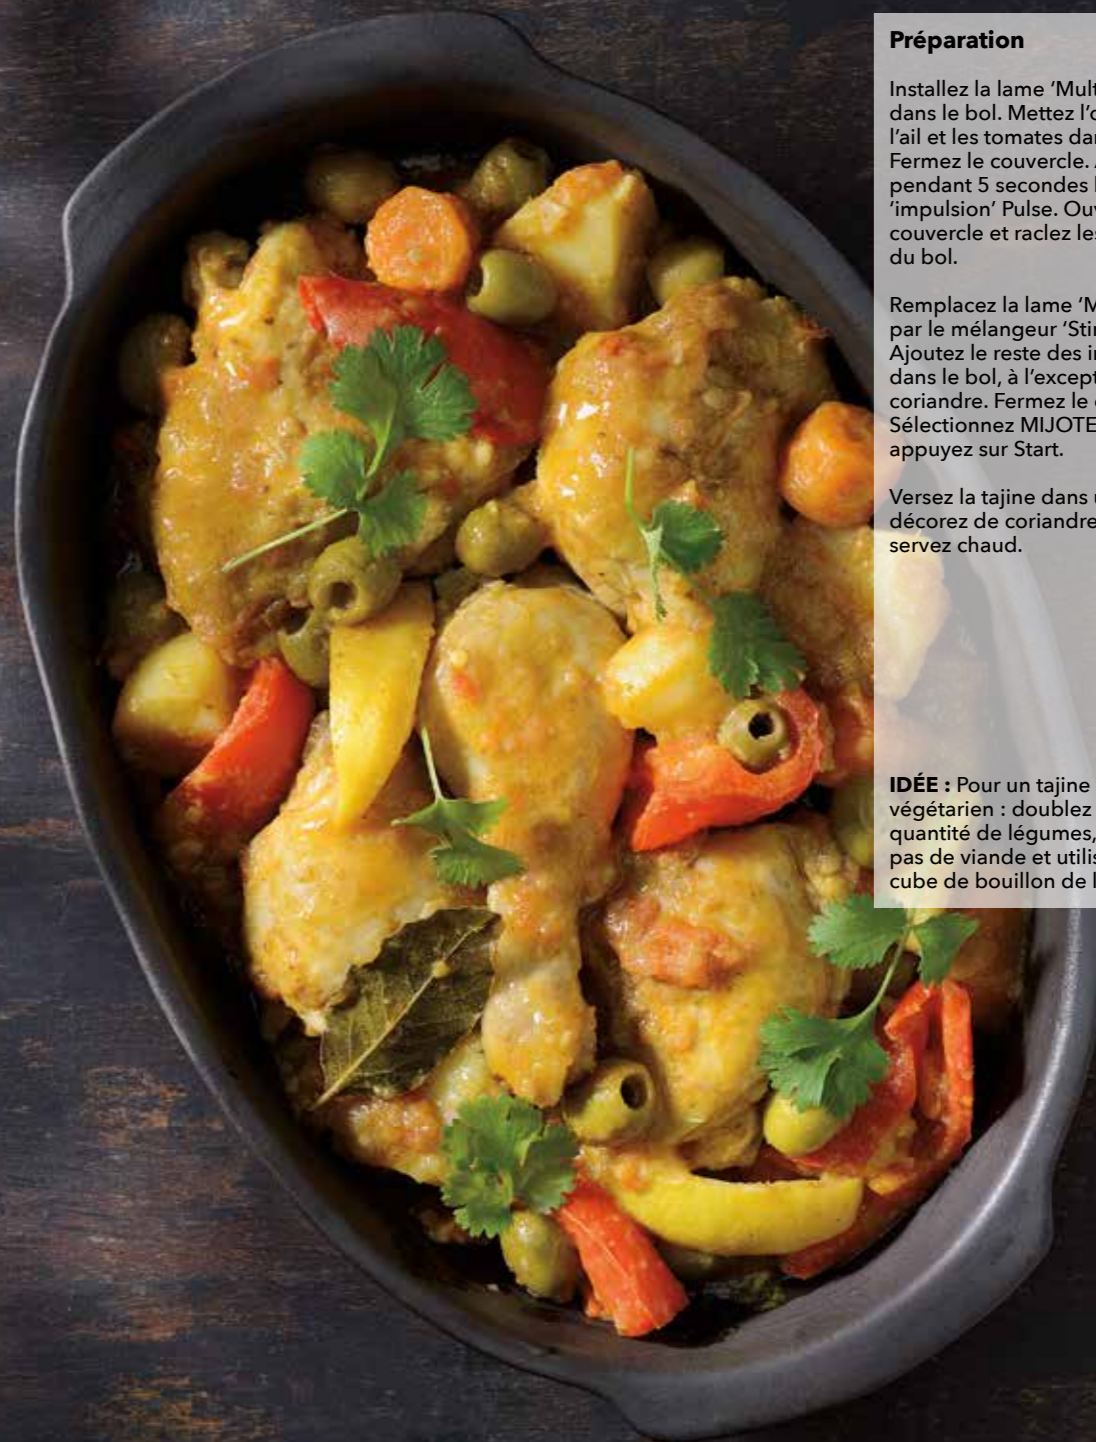 Préparation
Installez la lame ‘Mult
dans le bol. Mettez l’
l’ail et les tomates da
Fermez le couvercle.
pendant 5 secondes
‘impulsion’ Pulse. Ouv
couvercle et raclez les
du bol.
Remplacez la lame ‘M
par le mélangeur ‘Stir
Ajoutez le reste des in
dans le bol, à l’except
coriandre. Fermez le
Sélectionnez MIJOTE
appuyez sur Start.
Versez la tajine dans
décorez de coriandre
servez chaud.
IDÉE : Pour un tajine
végétarien : doublez
quantité de légumes,
pas de viande et utilis
cube de bouillon de